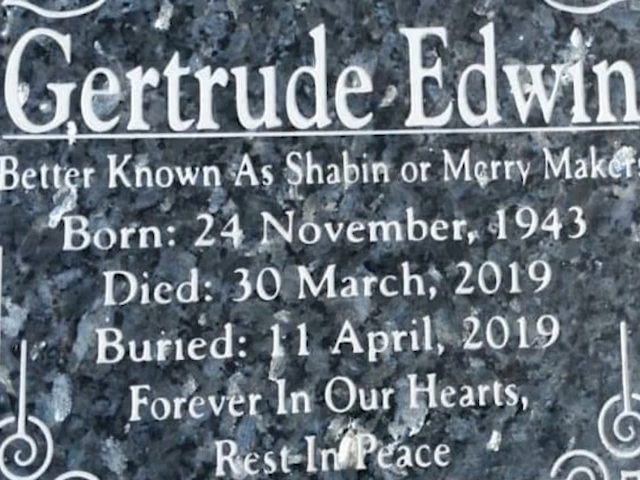 Gertrude Edwin
Better Known As Shabin or Merry Maker
Born: 24 November, 1943
Died: 30 March, 2019
Buried: 11 April, 2019
Forever In Our Hearts,
Rest In Peace